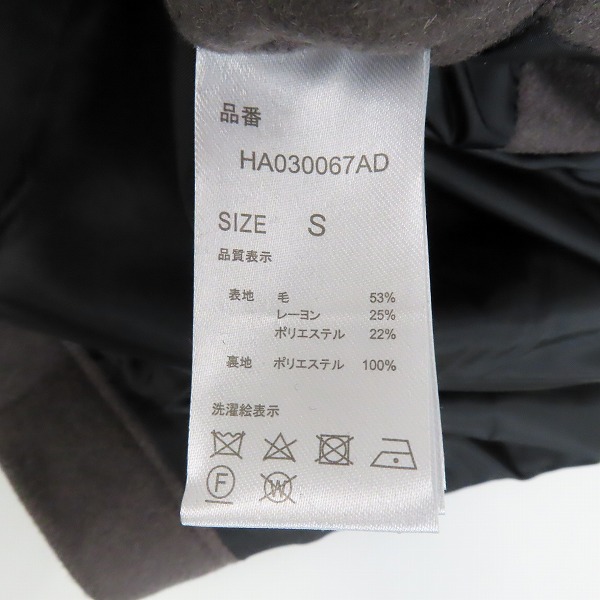 品番
HA030067AD
SIZE S
品質表示
表地 毛 53%
レーヨン 25%
ポリエステル 22%
裏地 ポリエステル 100%
洗濯絵表示
F W